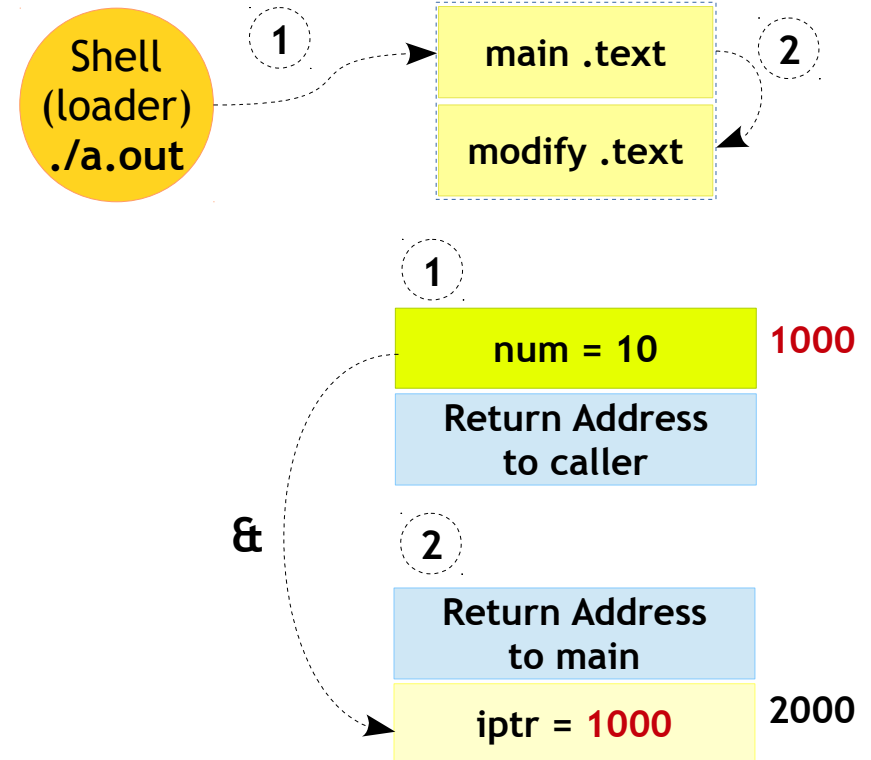 Shell
(loader)
./a.out
1
main .text
2
modify .text
1
num = 10
1000
Return Address
to caller
&
2
Return Address
to main
iptr = 1000
2000